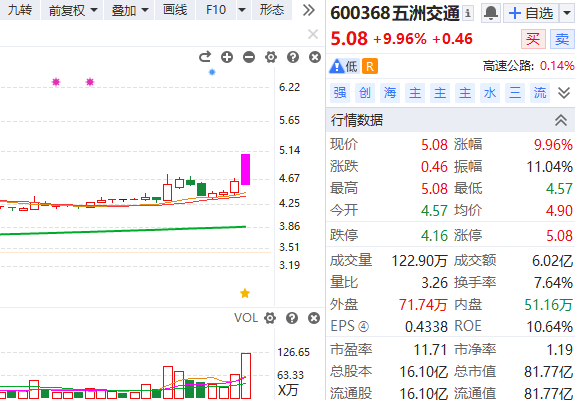 九转 前复权 叠加 画线 F10 形态
6.22
5.65
5.14
4.67
4.25
3.86
3.51
3.19
VOL
126.65
63.33
X万
600368五洲交通
自选
5.08 +9.96% +0.46 买 卖
低 R 高速公路: 0.14%
强 创 海 主 主 主 水 三 流
行情数据
现价 5.08 涨幅 9.96%
涨跌 0.46 振幅 11.04%
最高 5.08 最低 4.57
今开 4.57 均价 4.90
跌停 4.16 涨停 5.08
成交量 122.90万 成交额 6.02亿
量比 3.26 换手率 7.64%
外盘 71.74万 内盘 51.16万
EPS ④ 0.4338 ROE 10.64%
市盈率 11.71 市净率 1.19
总股本 16.10亿 总市值 81.77亿
流通股 16.10亿 流通值 81.77亿